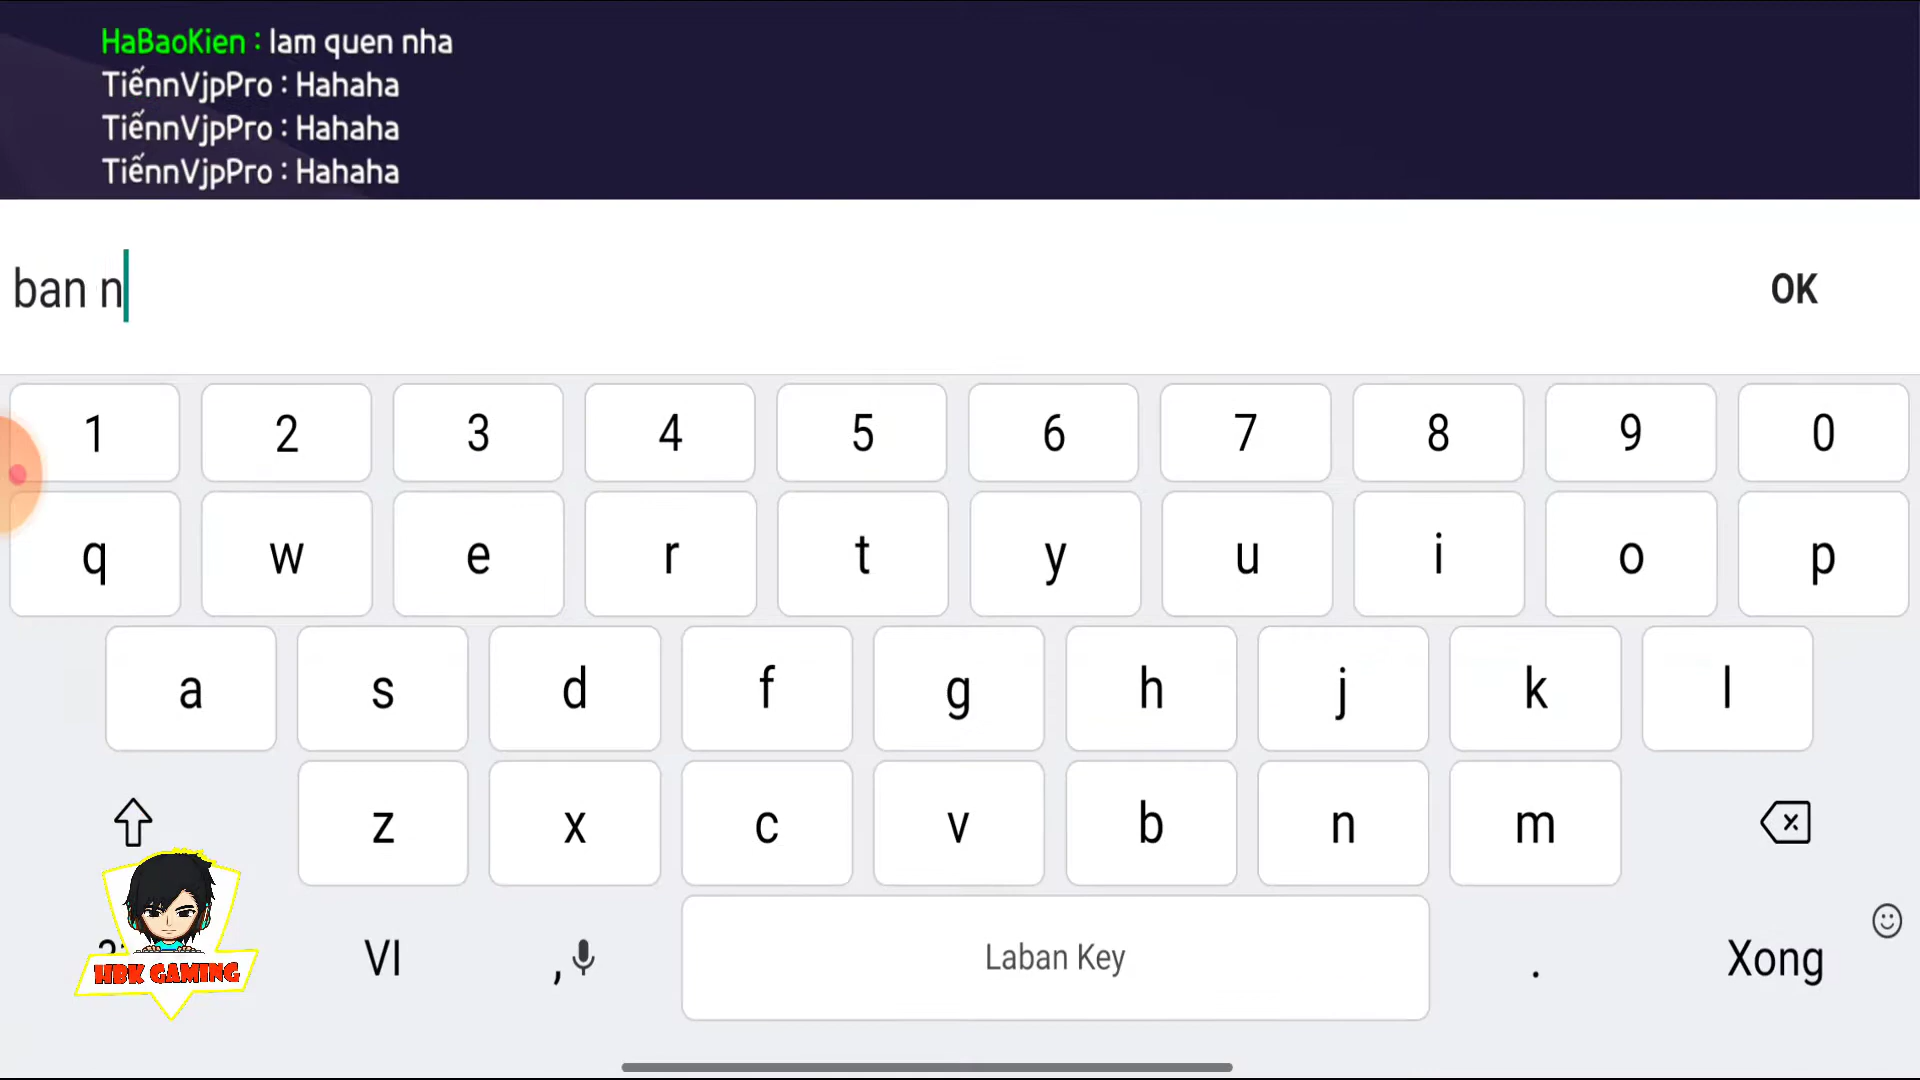 HaBaoKien : lam quen nha
TiếnnVjpPro : Hahaha
TiếnnVjpPro : Hahaha
TiếnnVjpPro : Hahaha
ban n
OK
1 2 3 4 5 6 7 8 9 0
q w e r t y u i o p
a s d f g h j k l
z x c v b n m
VI , Laban Key . Xong
HBK GAMING